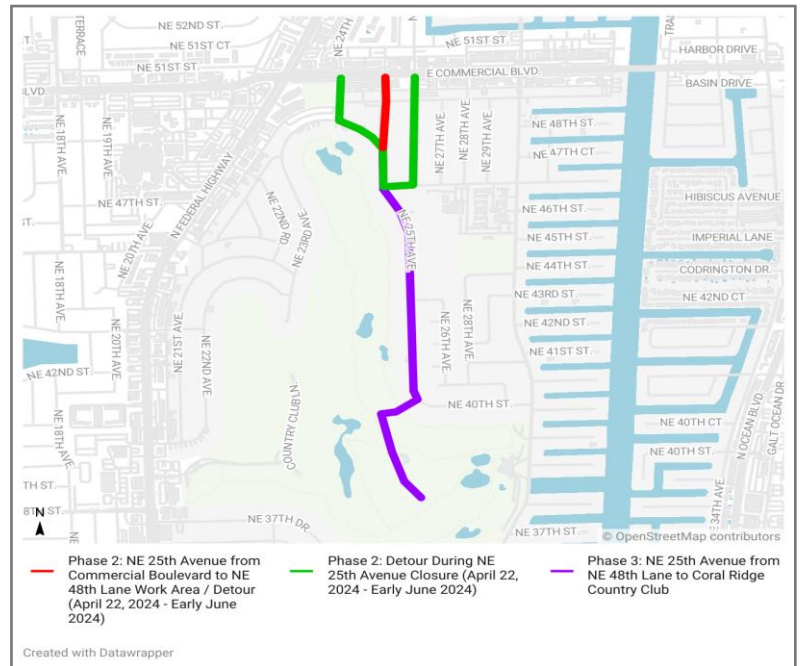 NE 52ND ST.
TERRACE
NE 24TH
NE 51ST CT
NE 51ST ST.
NE 51ST ST.
HARBOR DRIVE
E COMMERCIAL BLVD.
BLVD
BASIN DRIVE
NE 18TH AVE.
NE 19TH AVE.
NE 48TH ST.
NE 27TH AVE.
NE 28TH AVE.
NE 29TH AVE.
NE 47TH CT
N FEDERAL HIGHWAY
NE 47TH ST.
HIBISCUS AVENUE
NE 22ND RD
NE 23RD AVE.
NE 46TH ST.
NE 20TH AVE.
NE 25TH AVE
NE 45TH ST.
IMPERIAL LANE
NE 44TH ST.
CODRINGTON DR.
NE 18TH AVE.
NE 43RD ST.
NE 42ND CT
NE 21ST AVE.
NE 20TH AVE.
NE 22ND AVE
NE 26TH AVE.
NE 28TH AVE.
NE 42ND ST.
NE 41ST ST.
NE 42ND ST.
NE 40TH ST.
COUNTRY CLUB LN
NE 18TH AVE.
NE 40TH CT
N OCEAN BLVD
GALT OCEAN DR.
NE 40TH ST.
TH ST.
8TH ST.
NE 34TH AVE.
NE 37TH DR.
NE 37TH ST.
N
© OpenStreetMap contributors
Phase 2: NE 25th Avenue from
Commercial Boulevard to NE
48th Lane Work Area / Detour
(April 22, 2024 - Early June
2024)
Phase 2: Detour During NE
25th Avenue Closure (April 22,
2024 - Early June 2024)
Phase 3: NE 25th Avenue from
NE 48th Lane to Coral Ridge
Country Club
Created with Datawrapper